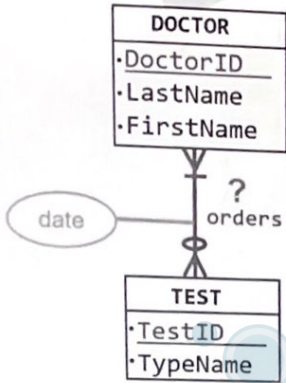 DOCTOR
·DoctorID
·LastName
·FirstName
?
orders
date
TEST
·TestID
·TypeName